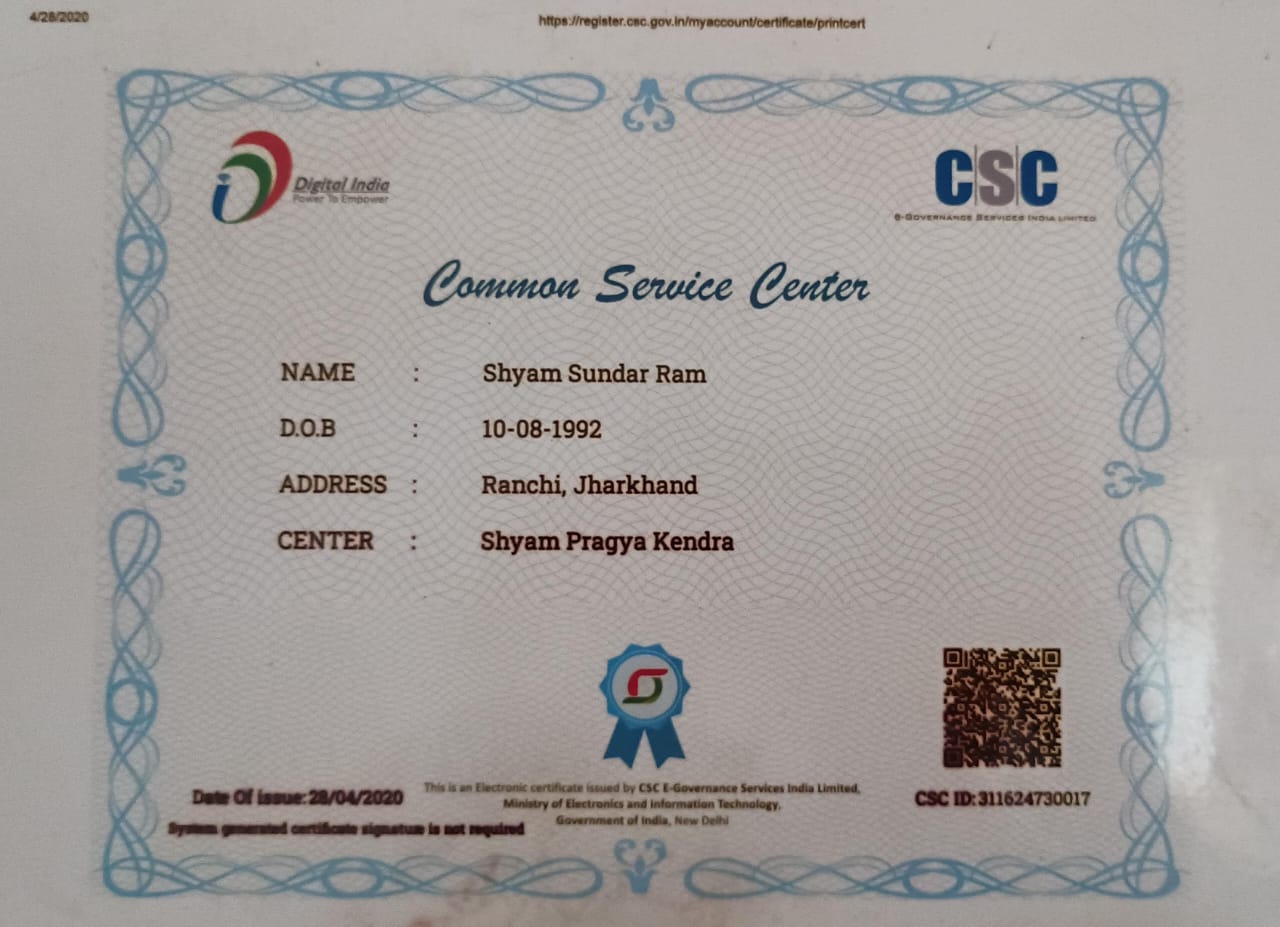 4/28/2020
https://register.csc.gov.in/myaccount/certificate/printcert
Digital India
Power To Empower
CSC
e-Governance Services India Limited
Common Service Center
NAME : Shyam Sundar Ram
D.O.B : 10-08-1992
ADDRESS : Ranchi, Jharkhand
CENTER : Shyam Pragya Kendra
Date Of issue:28/04/2020
System generated certificate signature is not required
This is an Electronic certificate issued by CSC E-Governance Services India Limited,
Ministry of Electronics and Information Technology,
Government of India, New Delhi
CSC ID:311624730017